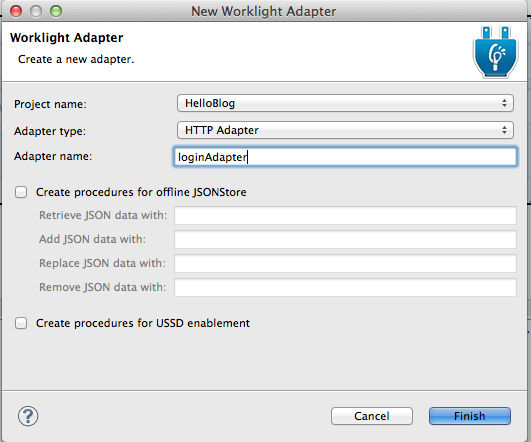 New Worklight Adapter
Worklight Adapter
Create a new adapter.
Project name: HelloBlog
Adapter type: HTTP Adapter
Adapter name: loginAdapter
Create procedures for offline JSONStore
Retrieve JSON data with:
Add JSON data with:
Replace JSON data with:
Remove JSON data with:
Create procedures for USSD enablement
? Cancel Finish